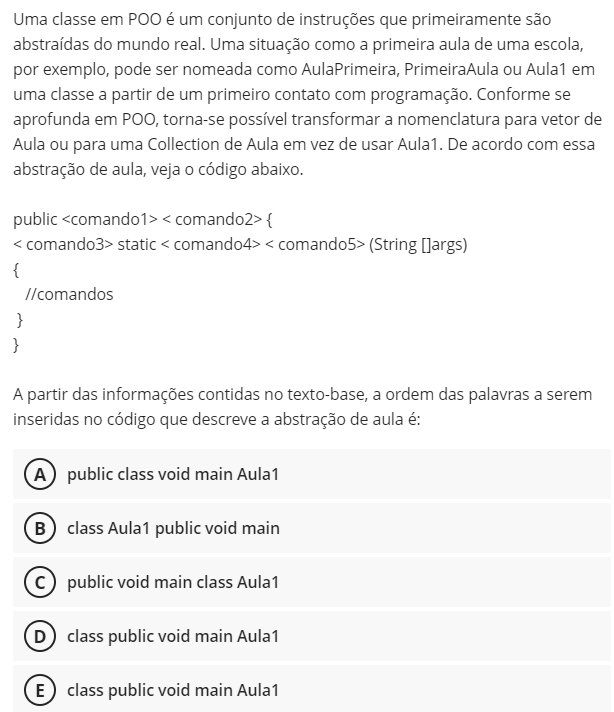 Uma classe em POO é um conjunto de instruções que primeiramente são
abstraídas do mundo real. Uma situação como a primeira aula de uma escola,
por exemplo, pode ser nomeada como AulaPrimeira, PrimeiraAula ou Aula1 em
uma classe a partir de um primeiro contato com programação. Conforme se
aprofunda em POO, torna-se possível transformar a nomenclatura para vetor de
Aula ou para uma Collection de Aula em vez de usar Aula1. De acordo com essa
abstração de aula, veja o código abaixo.
public <comando1> < comando2> {
< comando3> static < comando4> < comando5> (String []args)
{
//comandos
}
}
A partir das informações contidas no texto-base, a ordem das palavras a serem
inseridas no código que descreve a abstração de aula é:
A public class void main Aula1
B class Aula1 public void main
C public void main class Aula1
D class public void main Aula1
E class public void main Aula1